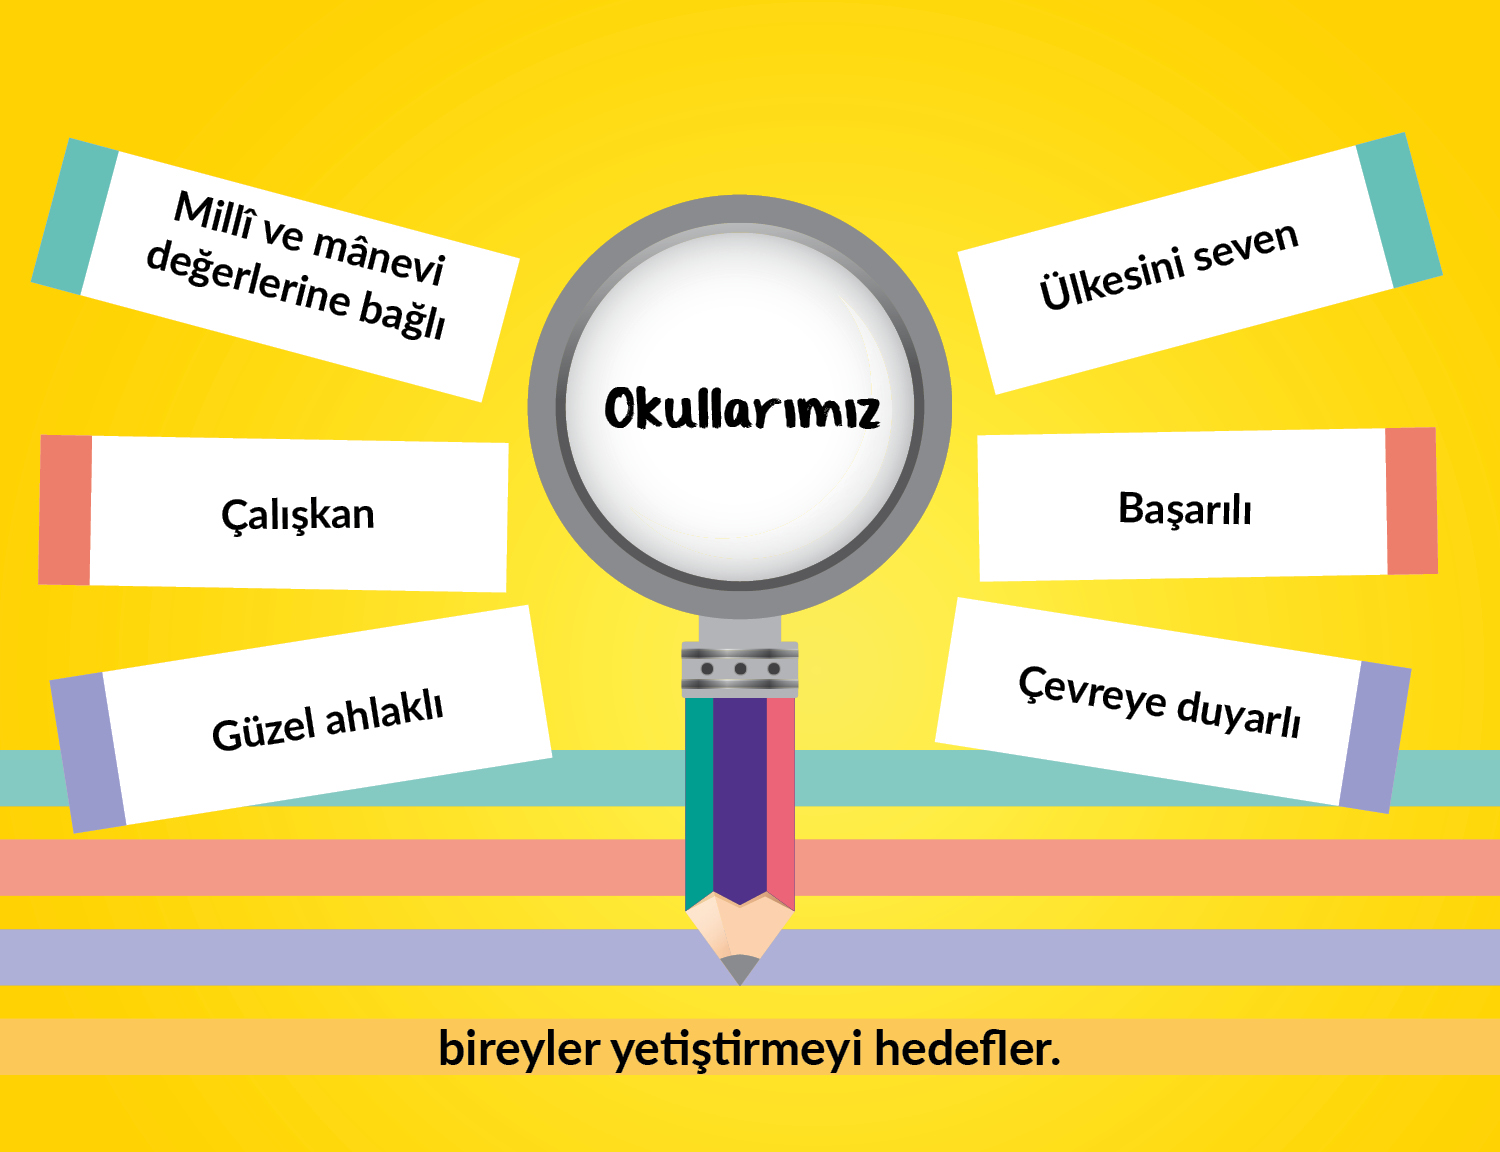 Okullarımız
Millî ve mânevi
değerlerine bağlı
Çalışkan
Güzel ahlaklı
Ülkesini seven
Başarılı
Çevreye duyarlı
bireyler yetiştirmeyi hedefler.